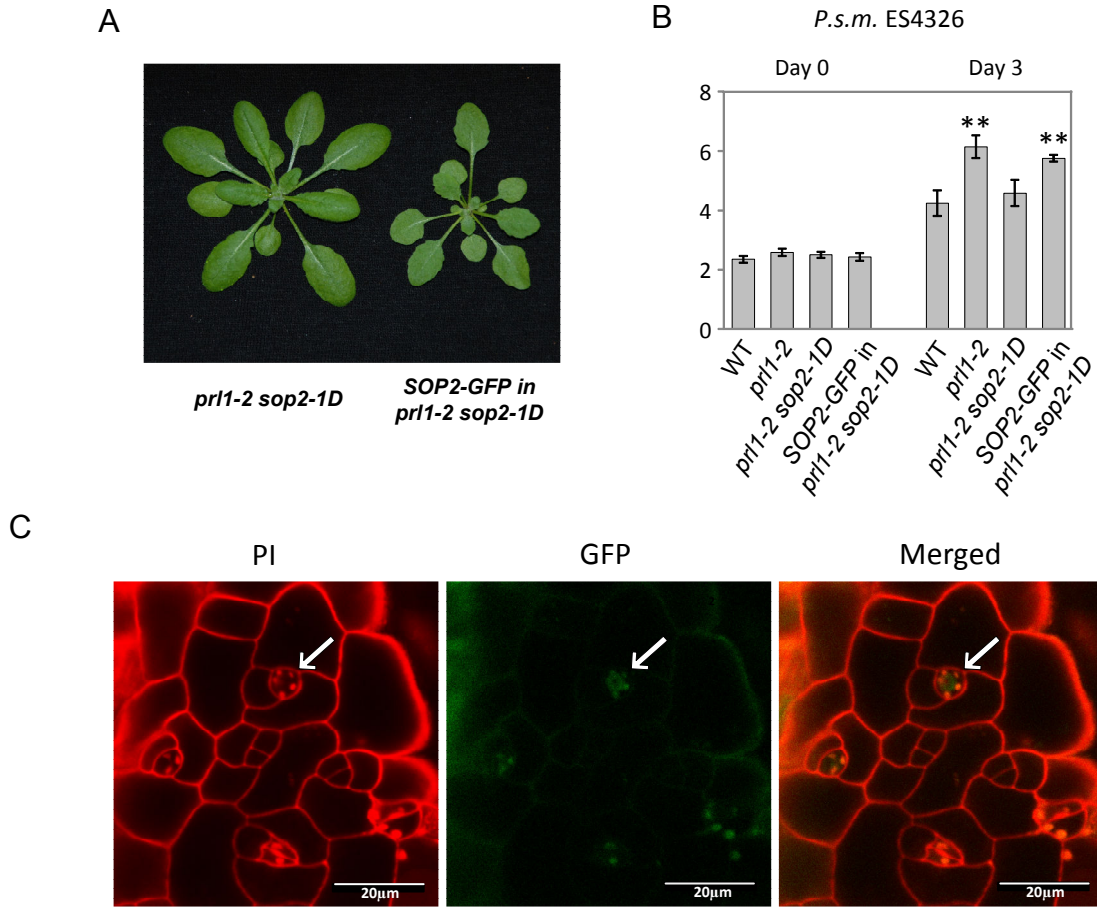 A
prl1-2 sop2-1D
SOP2-GFP in
prl1-2 sop2-1D
B
P.s.m. ES4326
Day 0
Day 3
8
6
4
2
0
**
**
WT
prl1-2
prl1-2 sop2-1D
SOP2-GFP in
prl1-2 sop2-1D
WT
prl1-2
prl1-2 sop2-1D
SOP2-GFP in
prl1-2 sop2-1D
C
PI
GFP
Merged
20µm
20µm
20µm